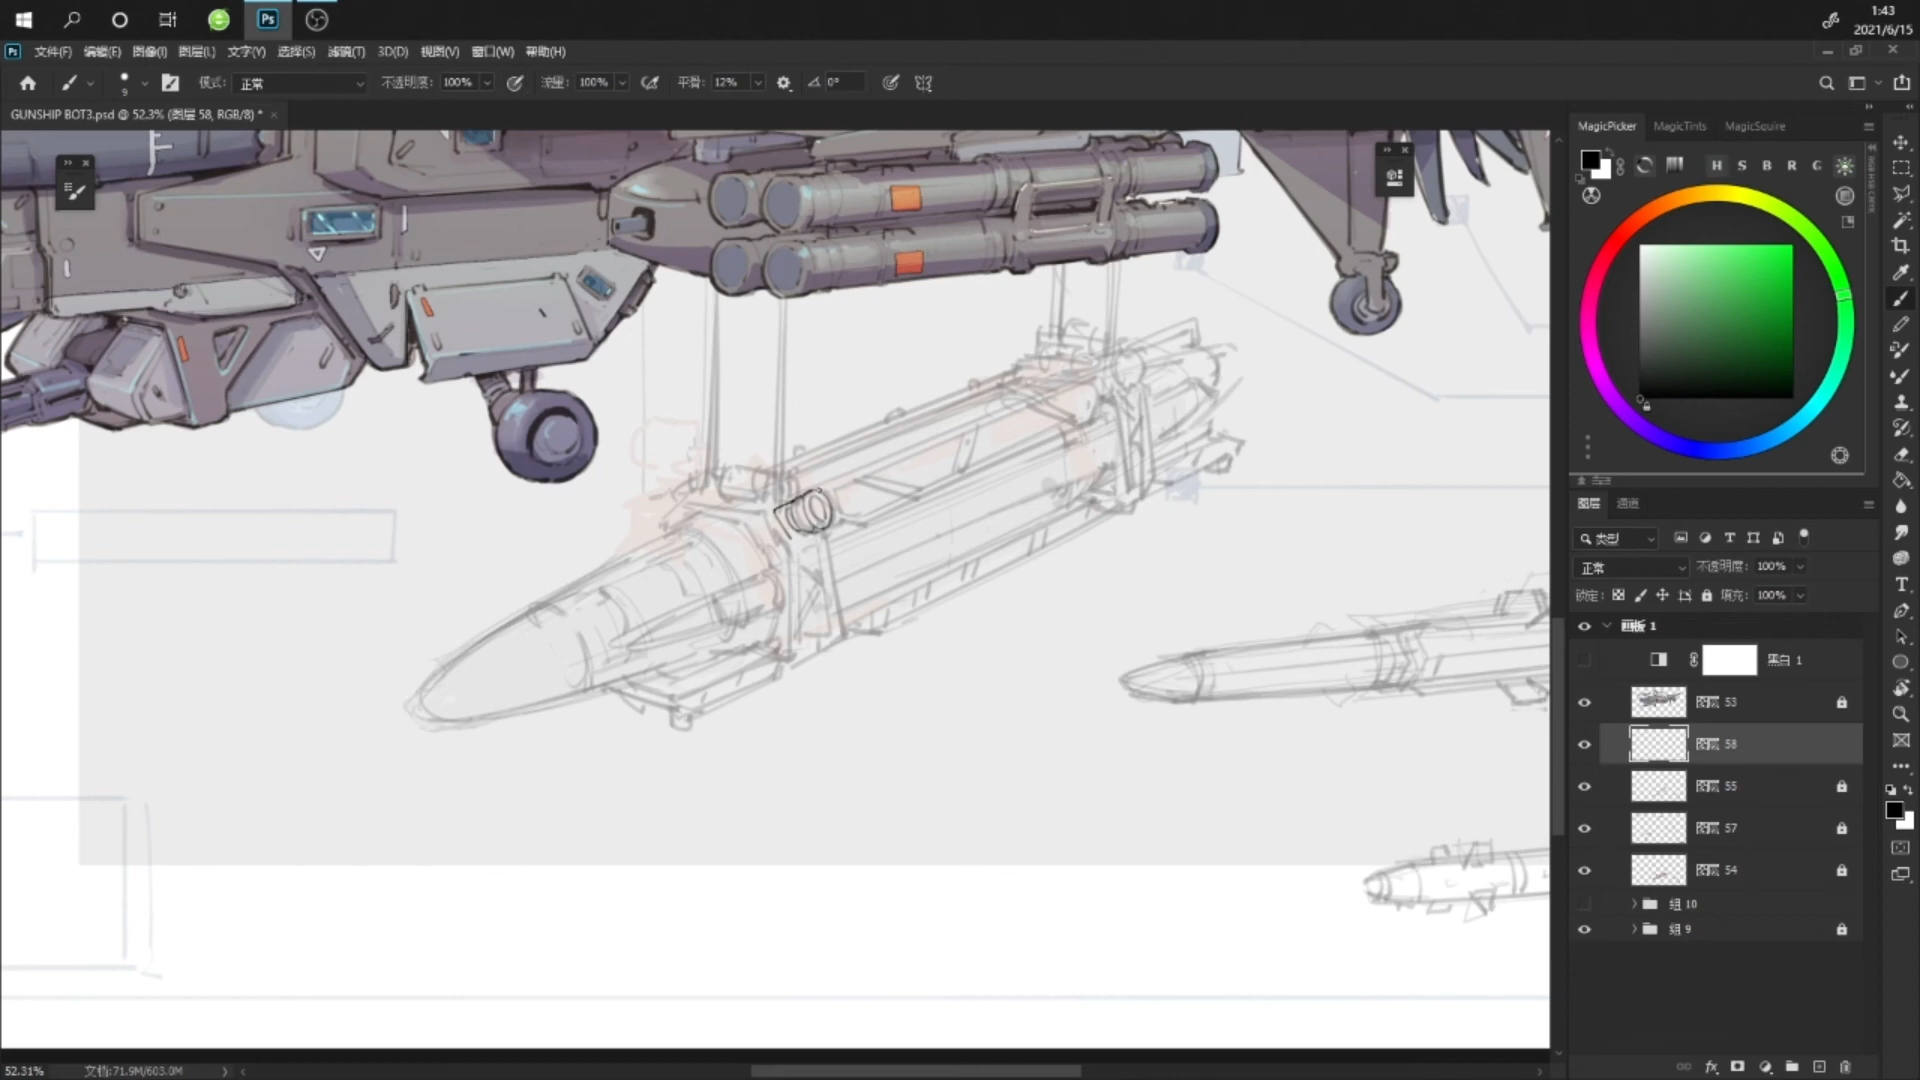 Ps
1:43
2021/6/15
Ps 文件(F) 编辑(E) 图像(I) 图层(L) 文字(Y) 选择(S) 滤镜(T) 3D(D) 视图(V) 窗口(W) 帮助(H)
9 模式: 正常 不透明度: 100% 流量: 100% 平滑: 12% 0°
GUNSHIP BOT3.psd @ 52.3% (图层 58, RGB/8) *
MagicPicker MagicTints MagicSquire
H S B R G
图层 通道
类型
正常 不透明度: 100%
锁定: 填充: 100%
画板 1
黑白 1
图层 53
图层 58
图层 55
图层 57
图层 54
组 10
组 9
52.31% 文档:71.9M/603.0M